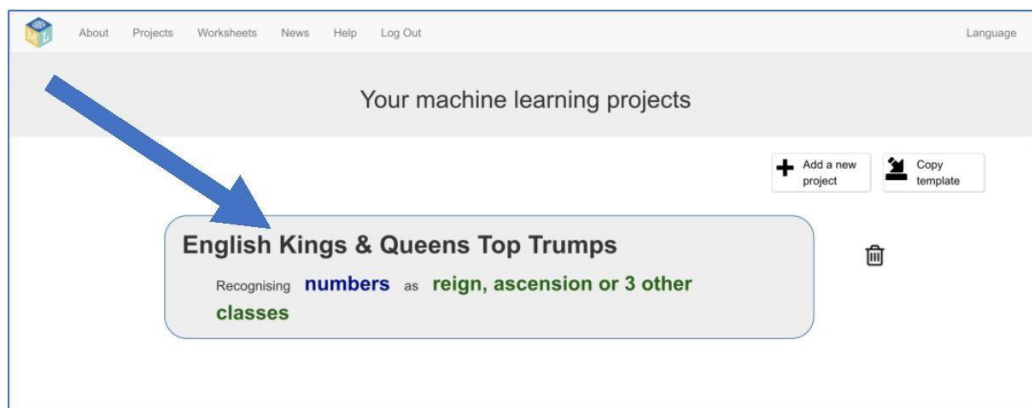 About Projects Worksheets News Help Log Out Language
Your machine learning projects
Add a new
project
Copy
template
English Kings & Queens Top Trumps
Recognising numbers as reign, ascension or 3 other
classes